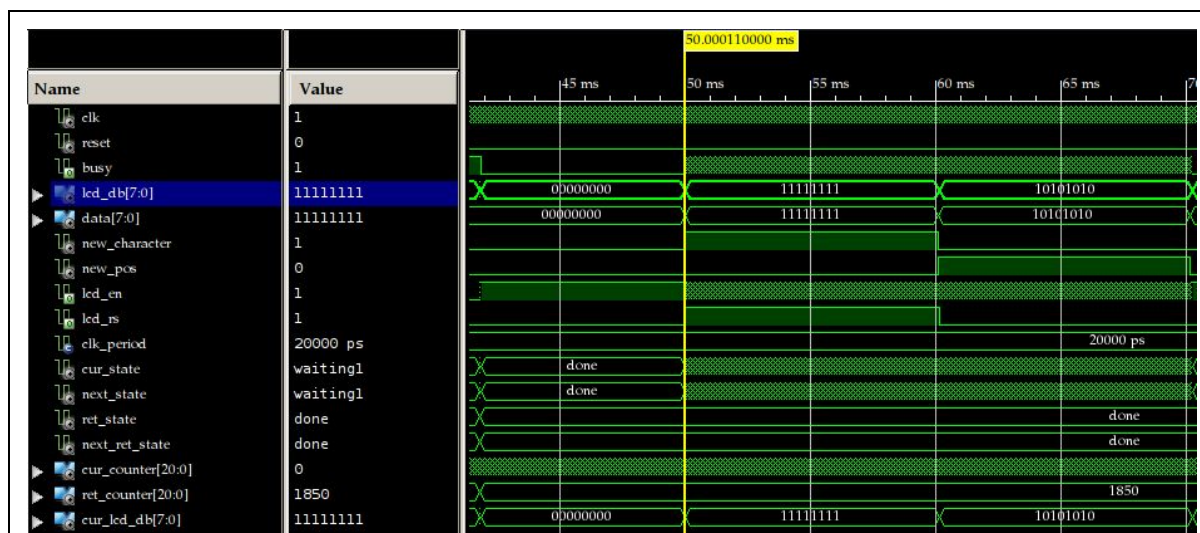 50.000110000 ms
45 ms 50 ms 55 ms 60 ms 65 ms 70
Name Value
clk 1
reset 0
busy 1
lcd_db[7:0] 11111111 00000000 11111111 10101010
data[7:0] 11111111 00000000 11111111 10101010
new_character 1
new_pos 0
lcd_en 1
lcd_rs 1
clk_period 20000 ps 20000 ps
cur_state waiting1 done
next_state waiting1 done
ret_state done done
next_ret_state done done
cur_counter[20:0] 0
ret_counter[20:0] 1850 1850
cur_lcd_db[7:0] 11111111 00000000 11111111 10101010